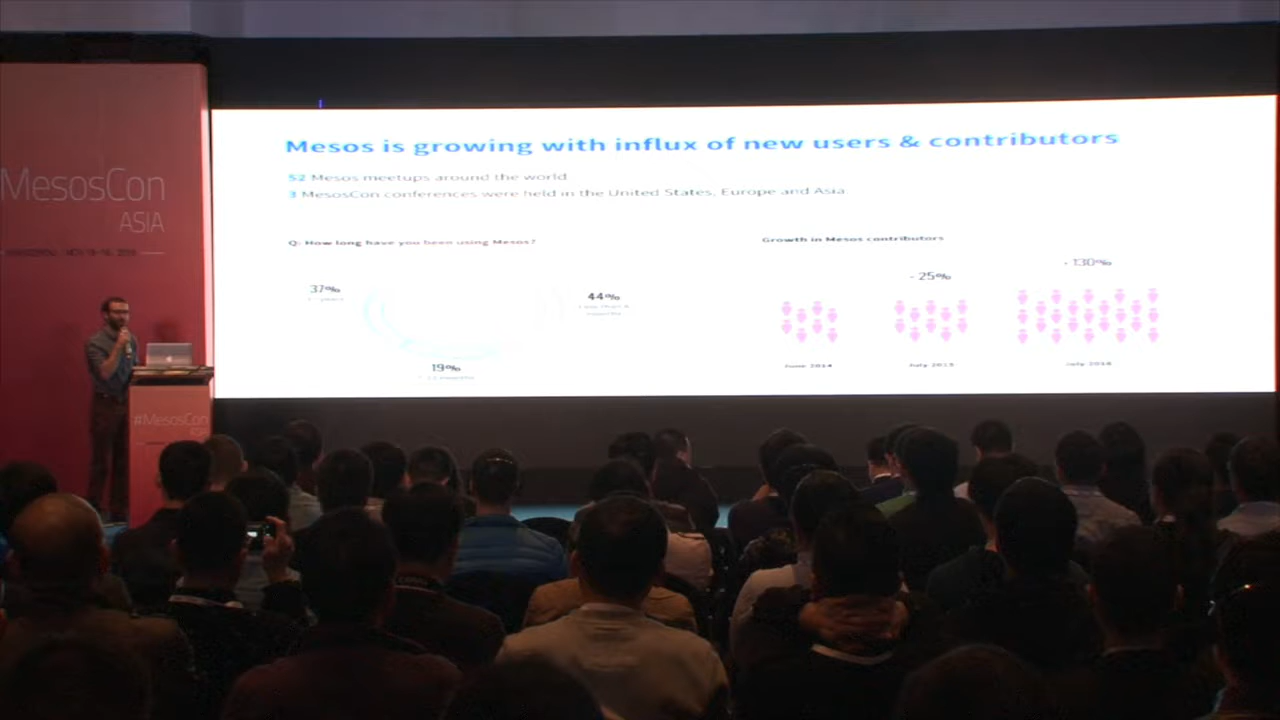 Mesos is growing with influx of new users & contributors
52 Mesos meetups around the world
3 MesosCon conferences were held in the United States, Europe and Asia
MesosCon
ASIA
Q: How long have you been using Mesos?
Growth in Mesos contributors
37%
44%
19%
- 25%
- 130%
June 2014
July 2015
July 2016
#MesosCon
ASIA